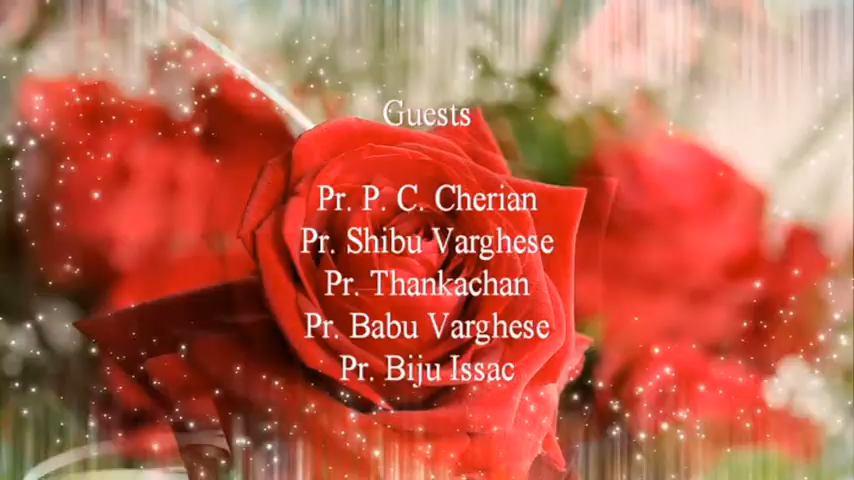 Guests
Pr. P. C. Cherian
Pr. Shibu Varghese
Pr. Thankachan
Pr. Babu Varghese
Pr. Biju Issac